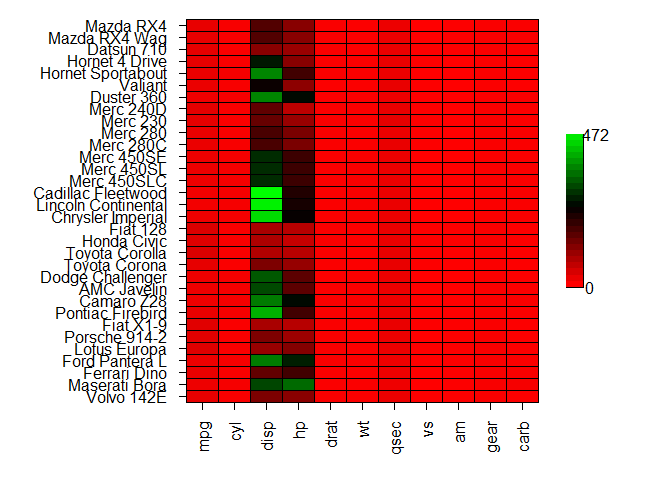 Mazda RX4
Mazda RX4 Wag
Datsun 710
Hornet 4 Drive
Hornet Sportabout
Valiant
Duster 360
Merc 240D
Merc 230
Merc 280
Merc 280C
Merc 450SE
Merc 450SL
Merc 450SLC
Cadillac Fleetwood
Lincoln Continental
Chrysler Imperial
Fiat 128
Honda Civic
Toyota Corolla
Toyota Corona
Dodge Challenger
AMC Javelin
Camaro Z28
Pontiac Firebird
Fiat X1-9
Porsche 914-2
Lotus Europa
Ford Pantera L
Ferrari Dino
Maserati Bora
Volvo 142E
mpg
cyl
disp
hp
drat
wt
qsec
vs
am
gear
carb
472
0